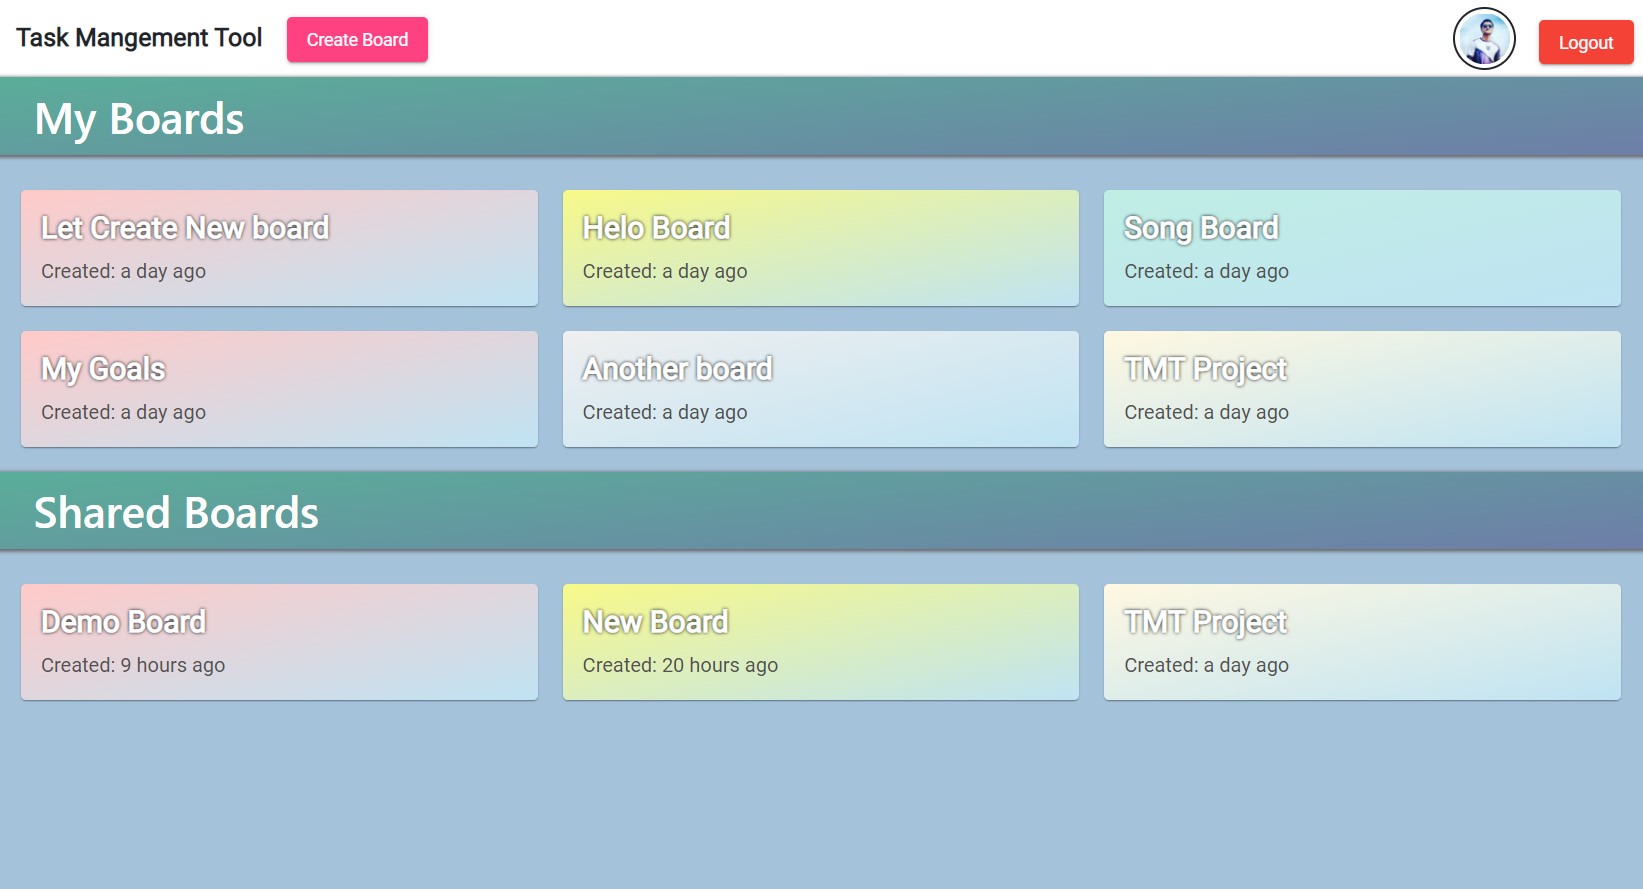 Task Mangement Tool Create Board Logout
My Boards
Let Create New board
Created: a day ago
Helo Board
Created: a day ago
Song Board
Created: a day ago
My Goals
Created: a day ago
Another board
Created: a day ago
TMT Project
Created: a day ago
Shared Boards
Demo Board
Created: 9 hours ago
New Board
Created: 20 hours ago
TMT Project
Created: a day ago